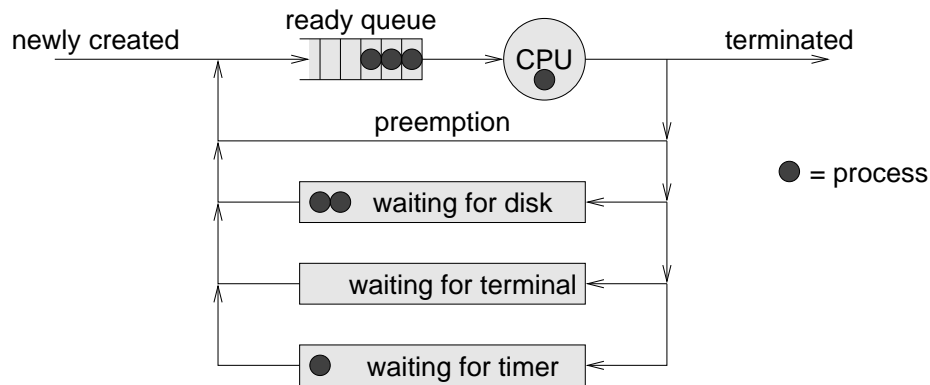 ready queue
newly created
CPU
terminated
preemption
= process
waiting for disk
waiting for terminal
waiting for timer